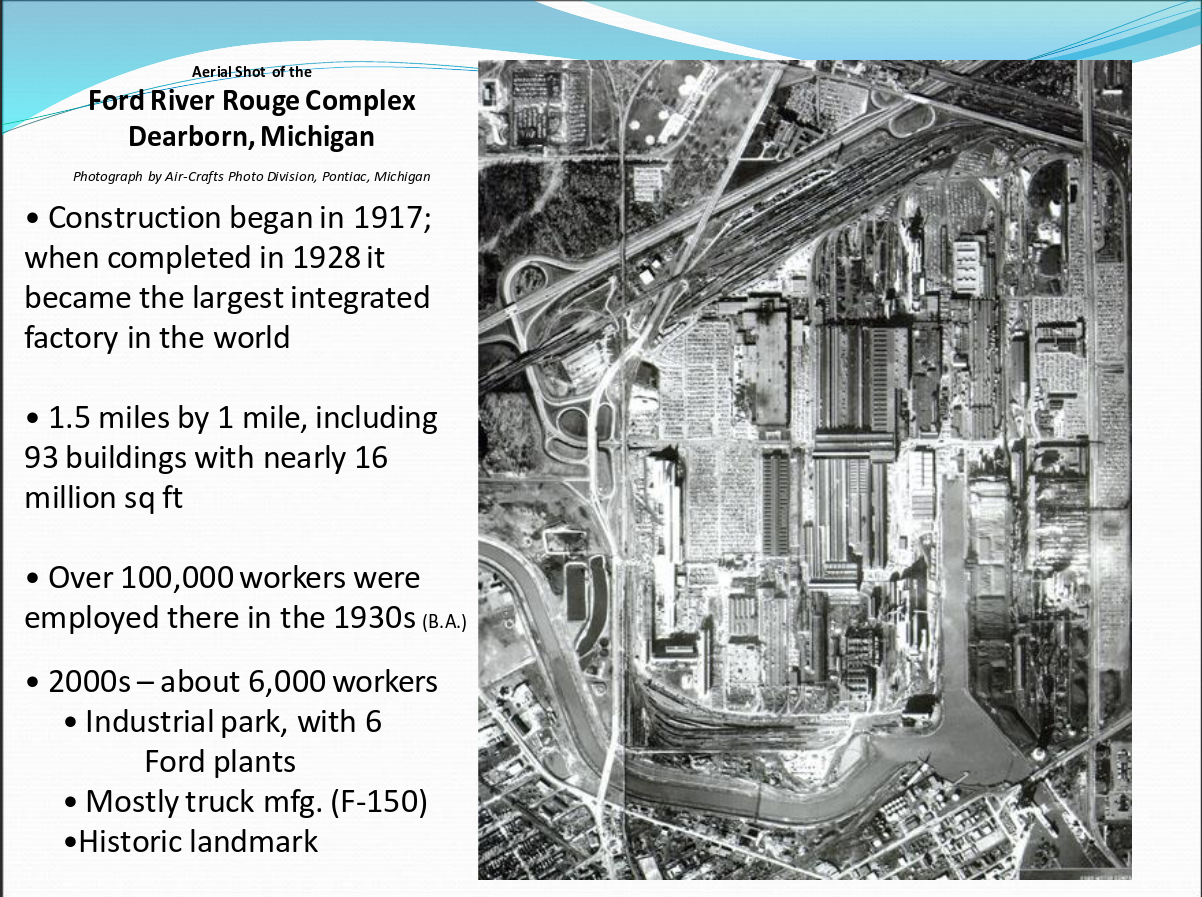 Aerial Shot of the
Ford River Rouge Complex
Dearborn, Michigan
Photograph by Air-Crafts Photo Division, Pontiac, Michigan
• Construction began in 1917;
when completed in 1928 it
became the largest integrated
factory in the world
• 1.5 miles by 1 mile, including
93 buildings with nearly 16
million sq ft
• Over 100,000 workers were
employed there in the 1930s (B.A.)
• 2000s – about 6,000 workers
• Industrial park, with 6
Ford plants
• Mostly truck mfg. (F-150)
•Historic landmark